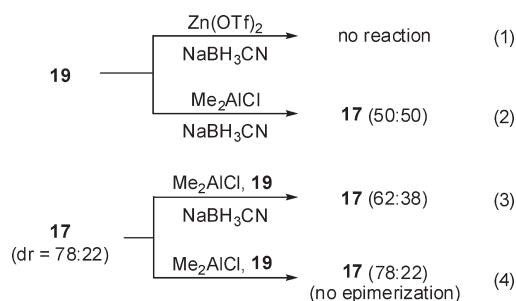 Zn(OTf)₂
NaBH₃CN
no reaction (1)
19
Me₂AlCl
NaBH₃CN
17 (50:50) (2)
Me₂AlCl, 19
NaBH₃CN
17 (62:38) (3)
17
(dr = 78:22)
Me₂AlCl, 19
17 (78:22)
(no epimerization)
(4)